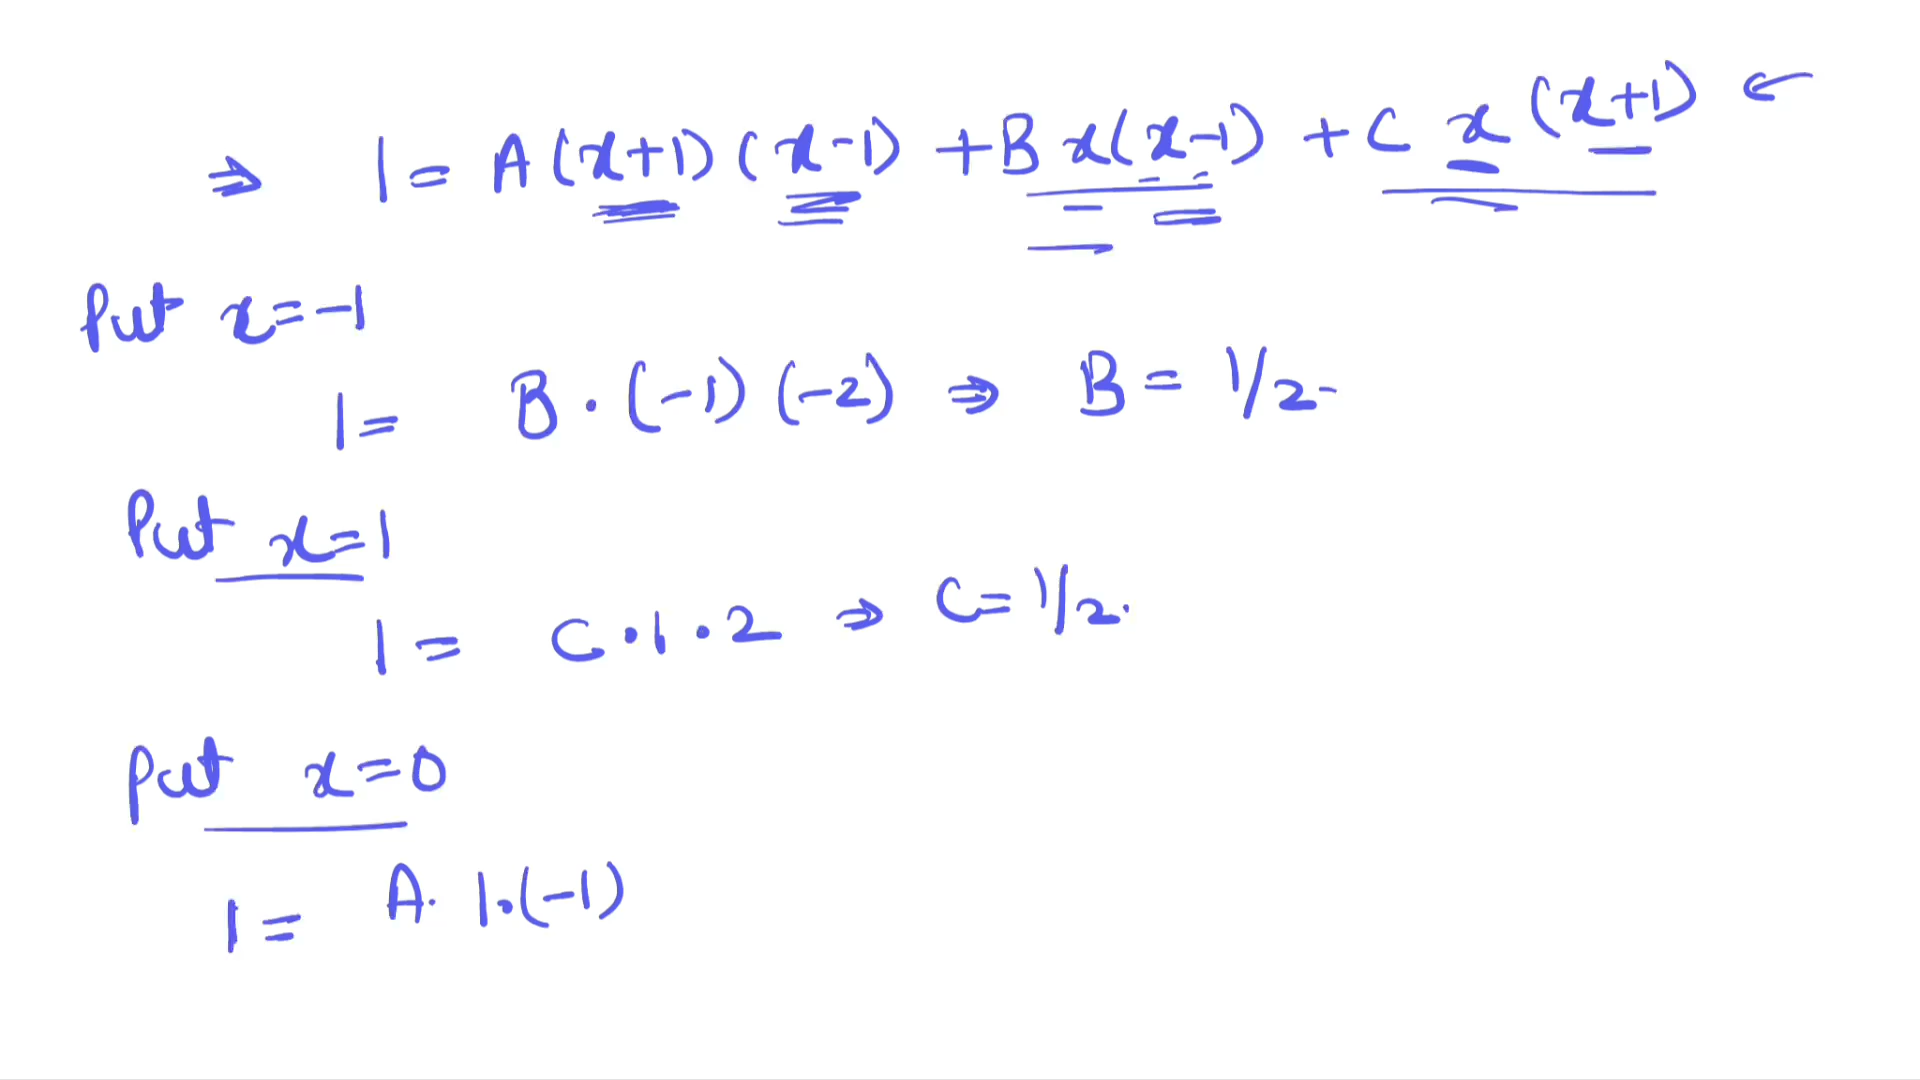 ⇒ 1 = A(x+1)(x-1) + B x(x-1) + C x (x+1) ←
Put x=-1
1 = B·(-1)(-2) ⇒ B = 1/2-
Put x=1
1 = C·1·2 ⇒ C = 1/2.
Put x=0
1 = A· 1·(-1)